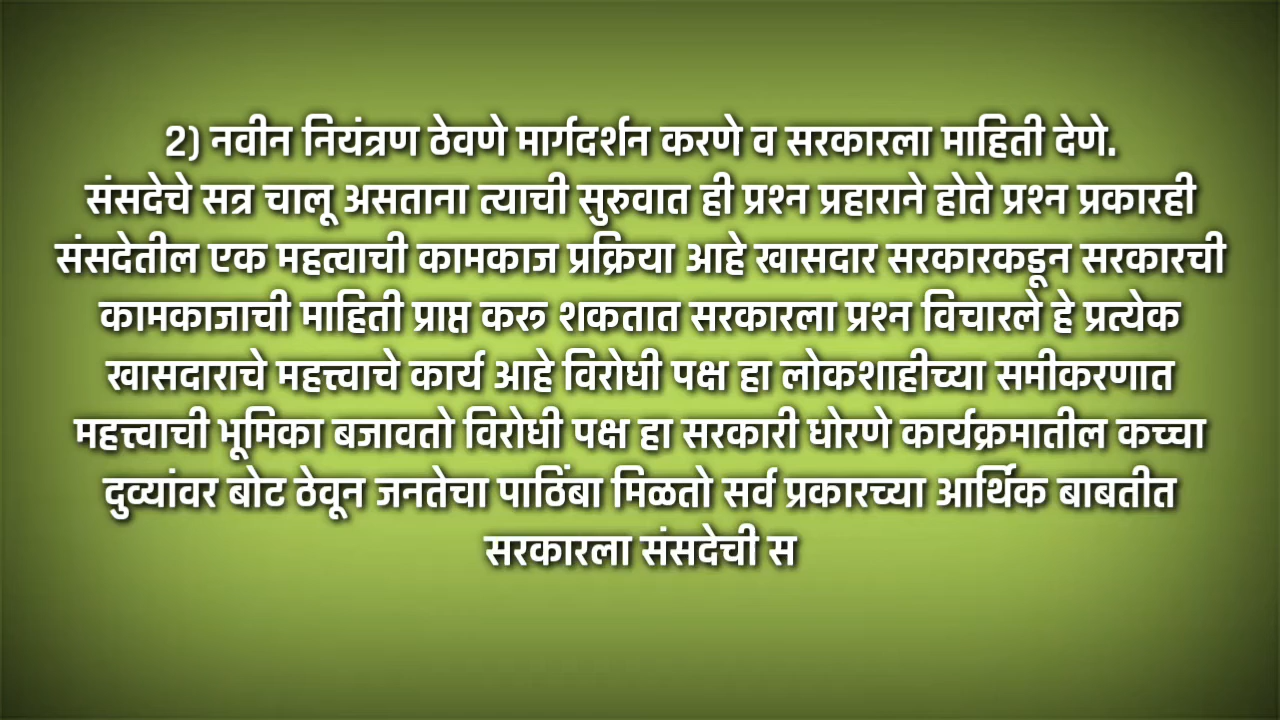 2) नवीन नियंत्रण ठेवणे मार्गदर्शन करणे व सरकारला माहिती देणे.
संसदेचे सत्र चालू असताना त्याची सुरुवात ही प्रश्न प्रहाराने होते प्रश्न प्रकारही
संसदेतील एक महत्वाची कामकाज प्रक्रिया आहे खासदार सरकारकडून सरकारची
कामकाजाची माहिती प्राप्त करू शकतात सरकारला प्रश्न विचारले हे प्रत्येक
खासदाराचे महत्त्वाचे कार्य आहे विरोधी पक्ष हा लोकशाहीच्या समीकरणात
महत्त्वाची भूमिका बजावतो विरोधी पक्ष हा सरकारी धोरणे कार्यक्रमातील कच्चा
दुव्यांवर बोट ठेवून जनतेचा पाठिंबा मिळतो सर्व प्रकारच्या आर्थिक बाबतीत
सरकारला संसदेची स